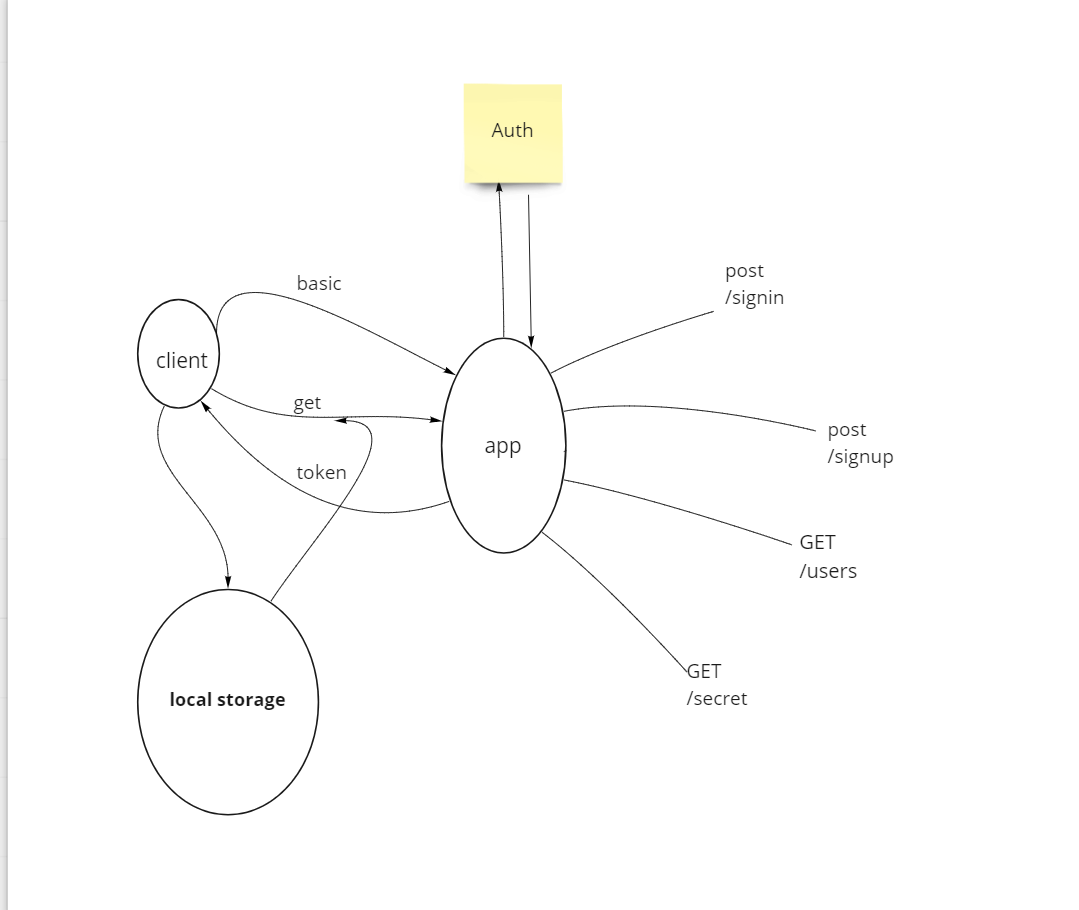 Auth
basic
post
/signin
client
get
post
/signup
app
token
GET
/users
GET
/secret
local storage